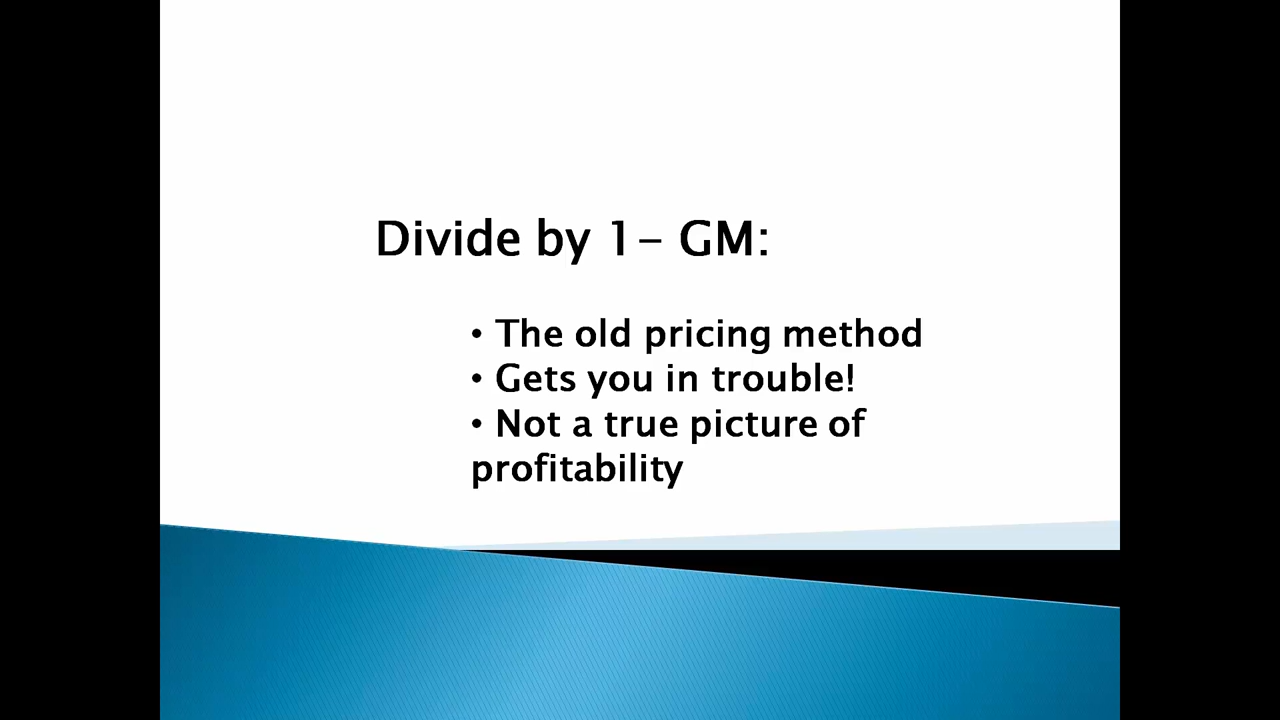 Divide by 1- GM:
• The old pricing method
• Gets you in trouble!
• Not a true picture of
profitability